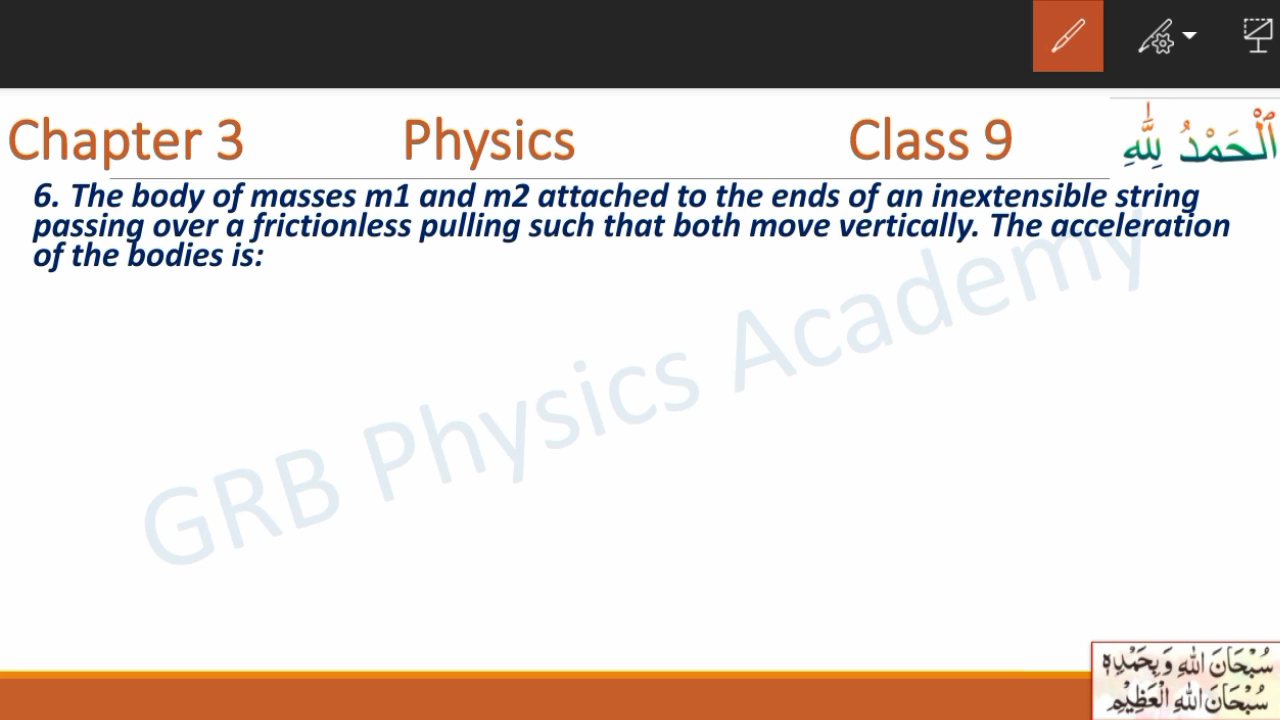 Chapter 3 Physics Class 9
اَلْحَمْدُ لِلّٰهِ
6. The body of masses m1 and m2 attached to the ends of an inextensible string
passing over a frictionless pulling such that both move vertically. The acceleration
of the bodies is:
GRB Physics Academy
سُبْحَانَ اللهِ وَبِحَمْدِهٖ
سُبْحَانَ اللهِ الْعَظِيْمِ